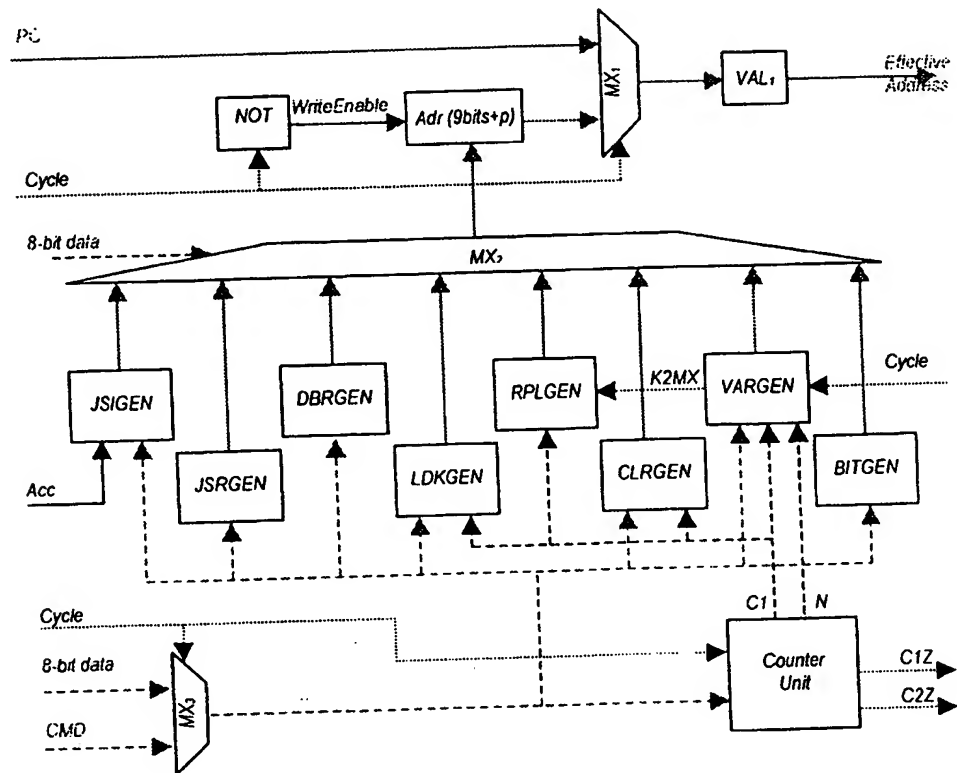 PC
MX₁
VAL₁
Effective
Address
NOT
WriteEnable
Adr (9bits+p)
Cycle
8-bit data
MX₂
JSIGEN
JSRGEN
DBRGEN
LDKGEN
RPLGEN
K2MX
CLRGEN
VARGEN
Cycle
BITGEN
Acc
C1
N
Cycle
8-bit data
CMD
MX₃
Counter
Unit
C1Z
C2Z